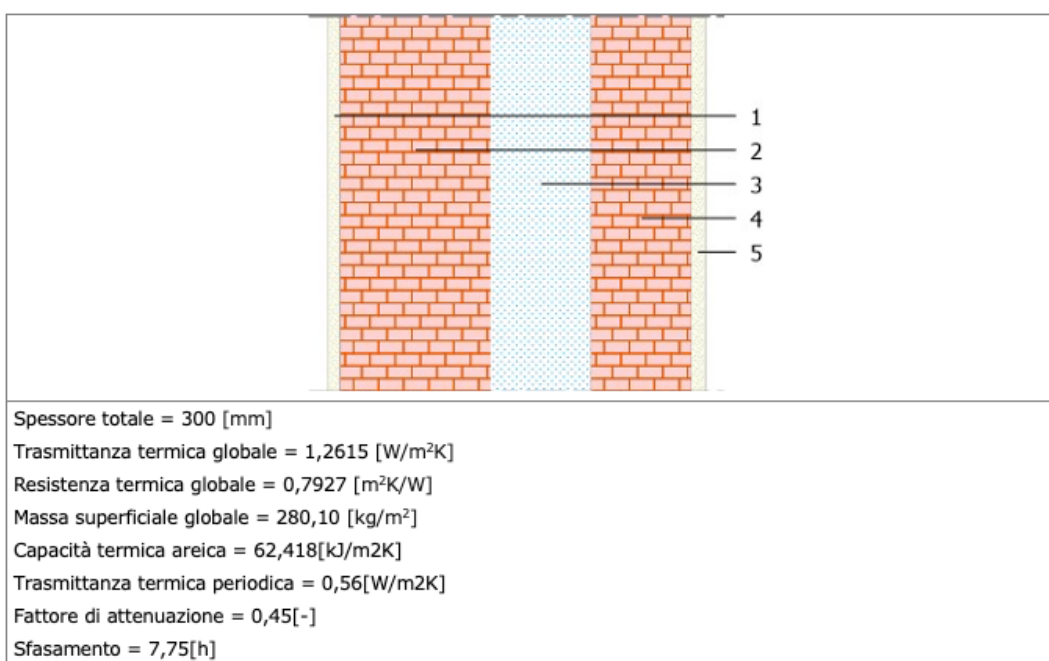 1
2
3
4
5
Spessore totale = 300 [mm]
Trasmittanza termica globale = 1,2615 [W/m²K]
Resistenza termica globale = 0,7927 [m²K/W]
Massa superficiale globale = 280,10 [kg/m²]
Capacità termica areica = 62,418[kJ/m2K]
Trasmittanza termica periodica = 0,56[W/m2K]
Fattore di attenuazione = 0,45[-]
Sfasamento = 7,75[h]